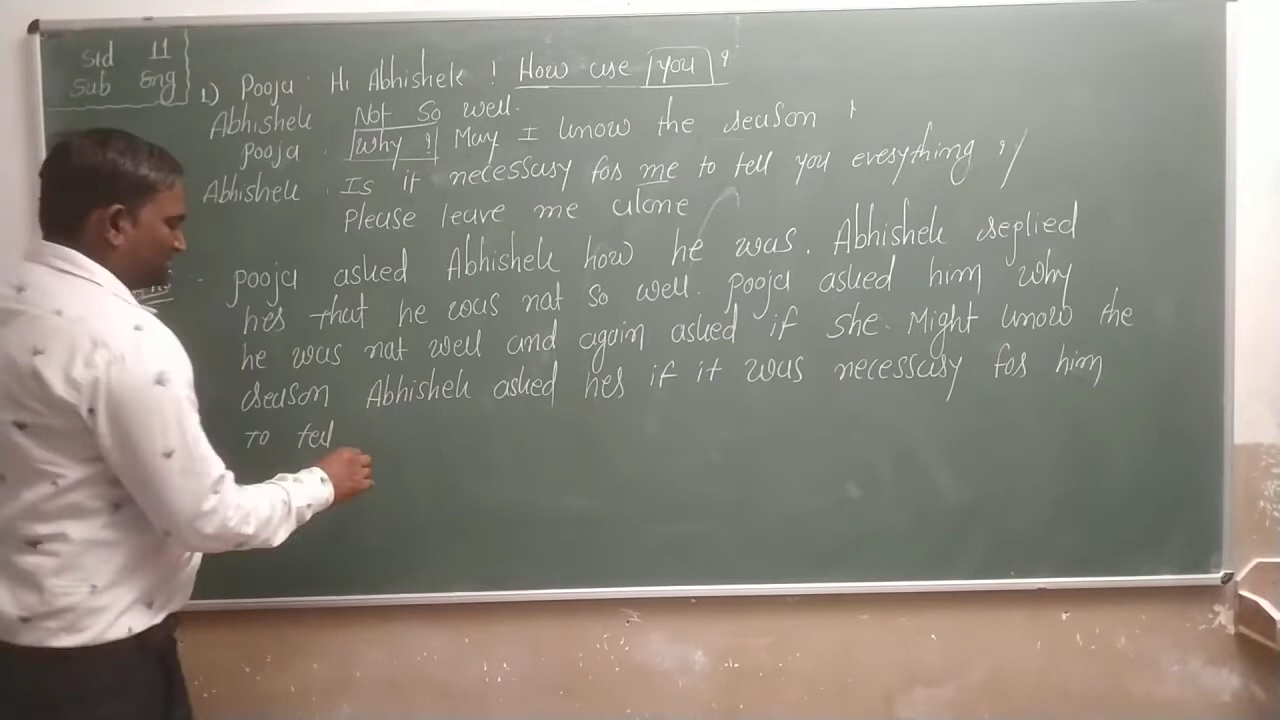 Std 11
Sub Eng
1) Pooja : Hi Abhishek ! How are you ?
Abhishek Not So well.
Pooja : Why ? May I know the reason ?
Abhishek : Is it necessary for me to tell you everything ?
Please leave me alone
Pooja asked Abhishek how he was. Abhishek replied
her that he was not so well. Pooja asked him why
he was not well and again asked if she might know the
reason Abhishek asked her if it was necessary for him
To tell